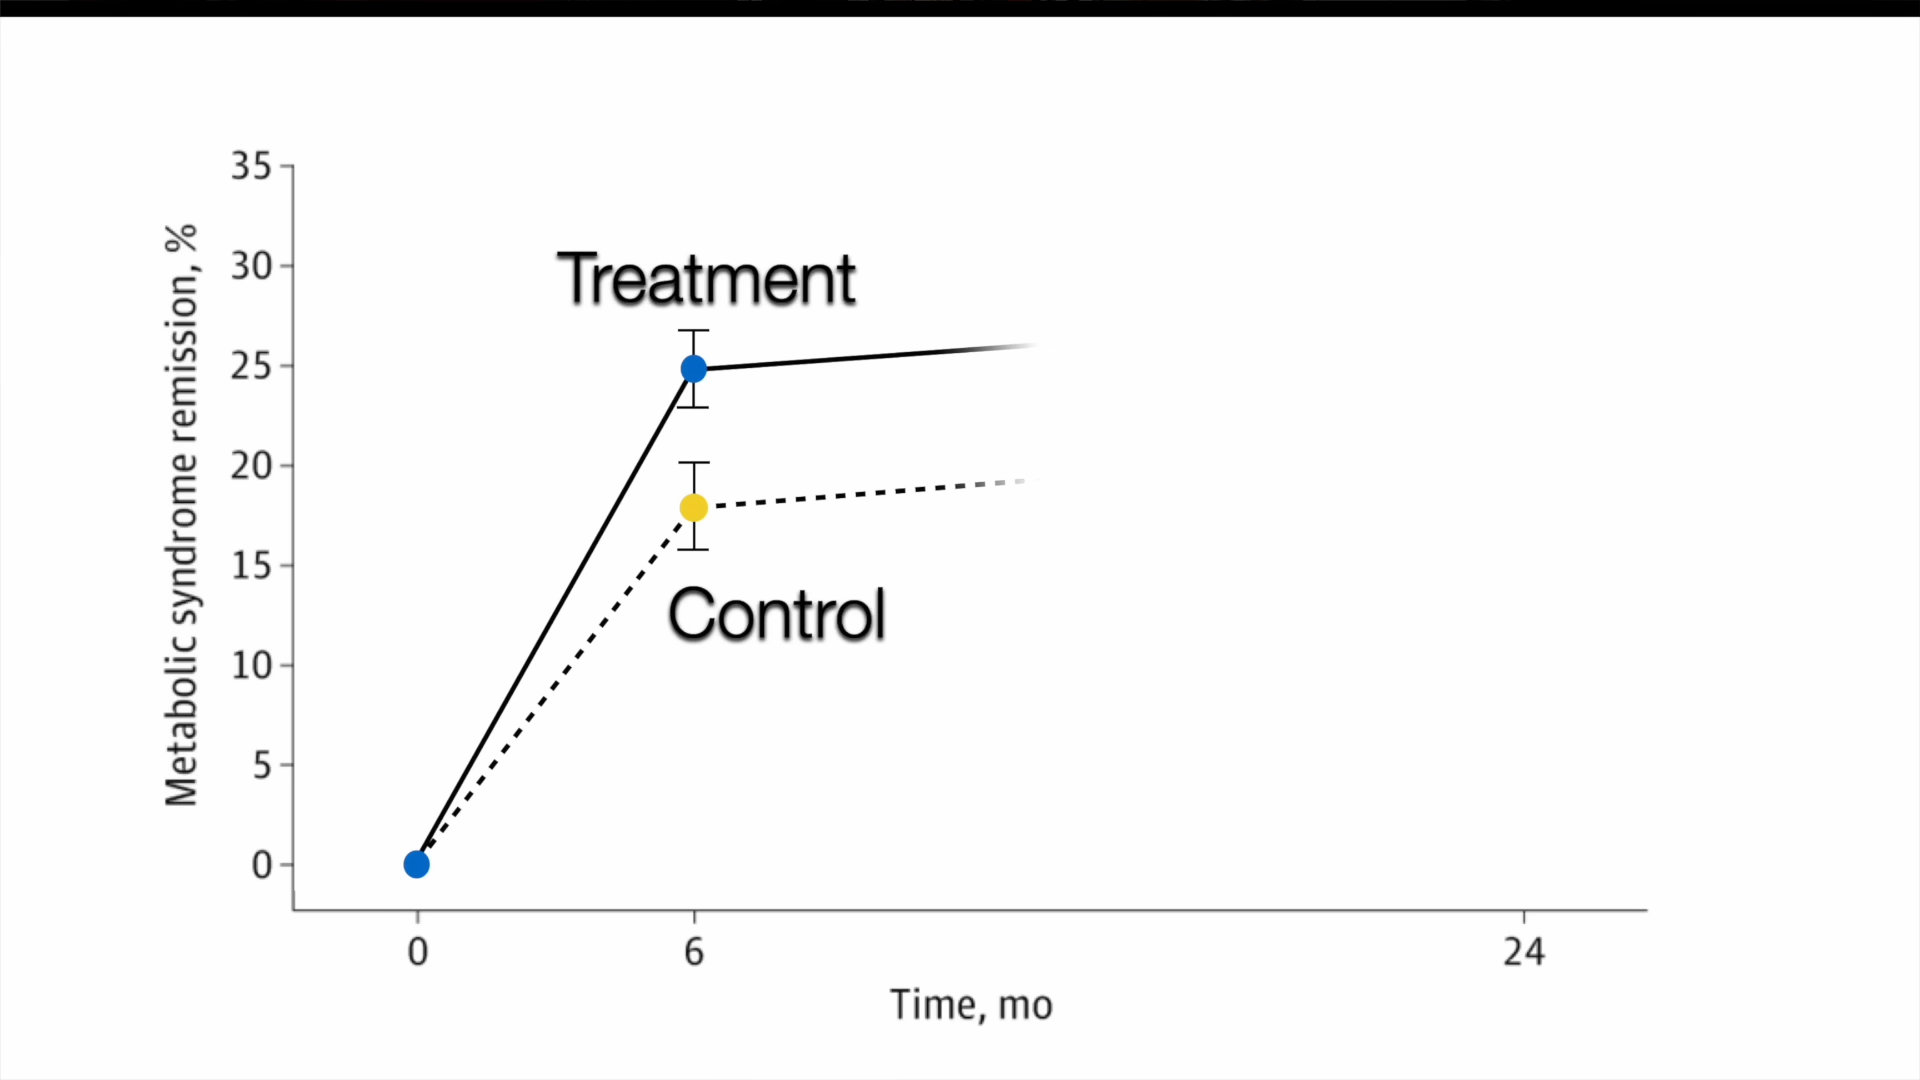 35
30
25
20
15
10
5
0
Metabolic syndrome remission, %
Treatment
Control
0
6
24
Time, mo